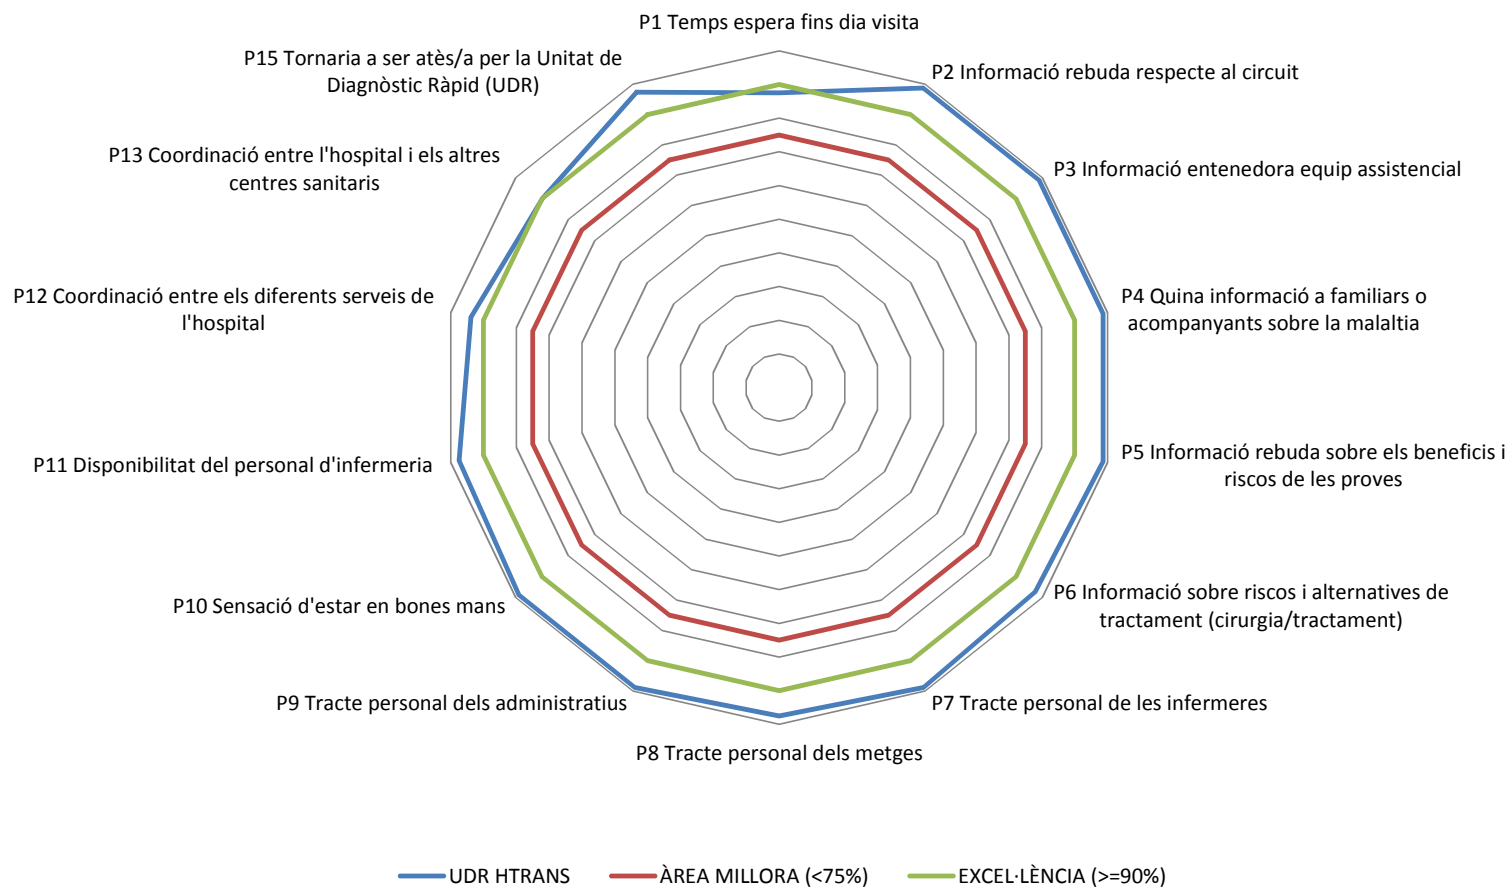 P1 Temps espera fins dia visita
P2 Informació rebuda respecte al circuit
P3 Informació entenedora equip assistencial
P4 Quina informació a familiars o
acompanyants sobre la malaltia
P5 Informació rebuda sobre els beneficis i
riscos de les proves
P6 Informació sobre riscos i alternatives de
tractament (cirurgia/tractament)
P7 Tracte personal de les infermeres
P8 Tracte personal dels metges
P9 Tracte personal dels administratius
P10 Sensació d'estar en bones mans
P11 Disponibilitat del personal d'infermeria
P12 Coordinació entre els diferents serveis de
l'hospital
P13 Coordinació entre l'hospital i els altres
centres sanitaris
P15 Tornaria a ser atès/a per la Unitat de
Diagnòstic Ràpid (UDR)
UDR HTRANS
ÀREA MILLORA (<75%)
EXCEL·LÈNCIA (>=90%)